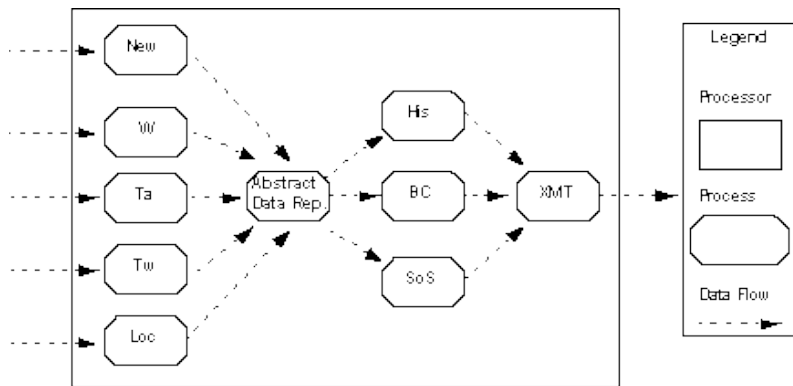 New
W
Ta
Tw
Loc
Abstract
Data Rep.
His
BC
SoS
XMT
Legend
Processor
Process
Data Flow